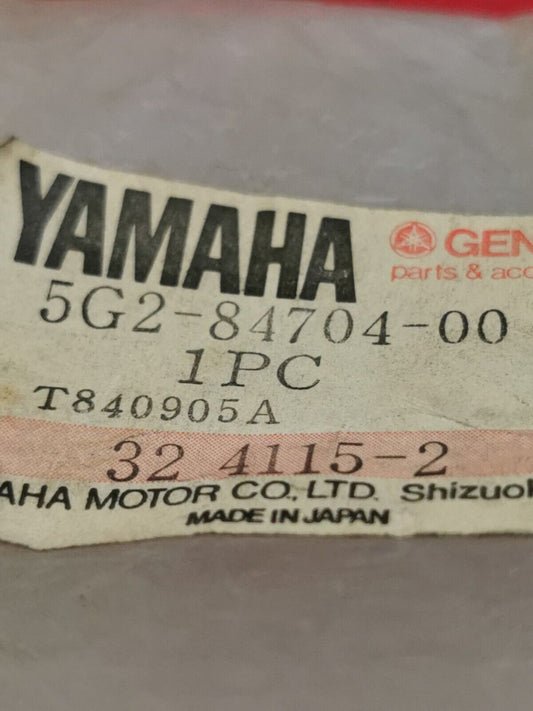 YAMAHA GEN
parts & acc
5G2-84704-00
1PC
T840905A
32 4115-2
AHA MOTOR CO., LTD. Shizuok
MADE IN JAPAN